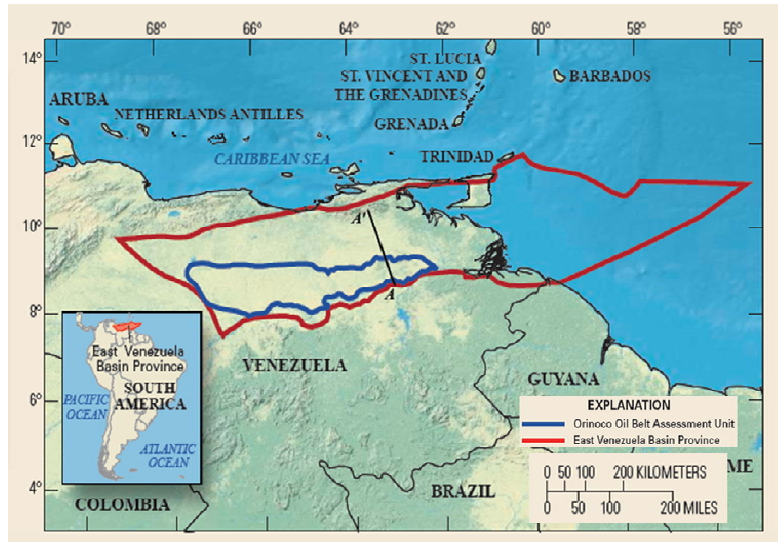 70° 68° 66° 64° 62° 60° 58° 56°
14°
12°
10°
8°
6°
4°
ST. LUCIA
ST. VINCENT AND
THE GRENADINES
BARBADOS
ARUBA
NETHERLANDS ANTILLES
GRENADA
CARIBBEAN SEA
TRINIDAD
A'
A
VENEZUELA
GUYANA
BRAZIL
COLOMBIA
ME
East Venezuela
Basin Province
SOUTH
AMERICA
PACIFIC
OCEAN
ATLANTIC
OCEAN
EXPLANATION
Orinoco Oil Belt Assessment Unit
East Venezuela Basin Province
0 50 100 200 KILOMETERS
0 50 100 200 MILES